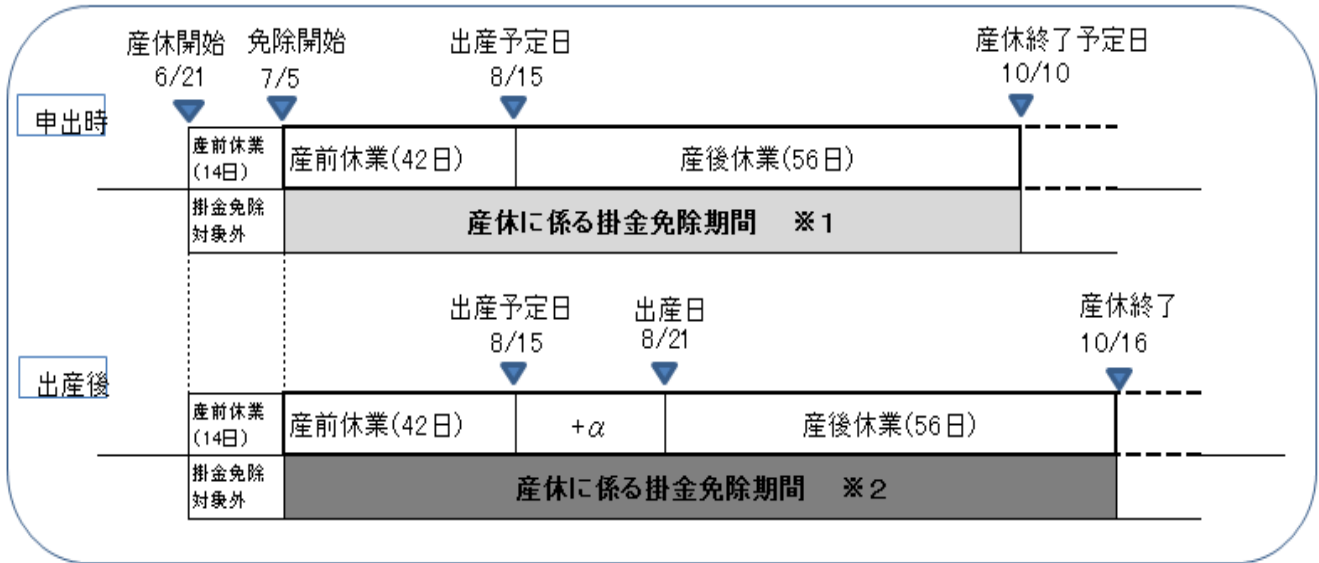 産休開始 免除開始 出産予定日 産休終了予定日
6/21 7/5 8/15 10/10
申出時
産前休業
(14日)
産前休業(42日) 産後休業(56日)
掛金免除
対象外
産休に係る掛金免除期間 ※1
出産予定日 出産日 産休終了
8/15 8/21 10/16
出産後
産前休業
(14日)
産前休業(42日) +α 産後休業(56日)
掛金免除
対象外
産休に係る掛金免除期間 ※2